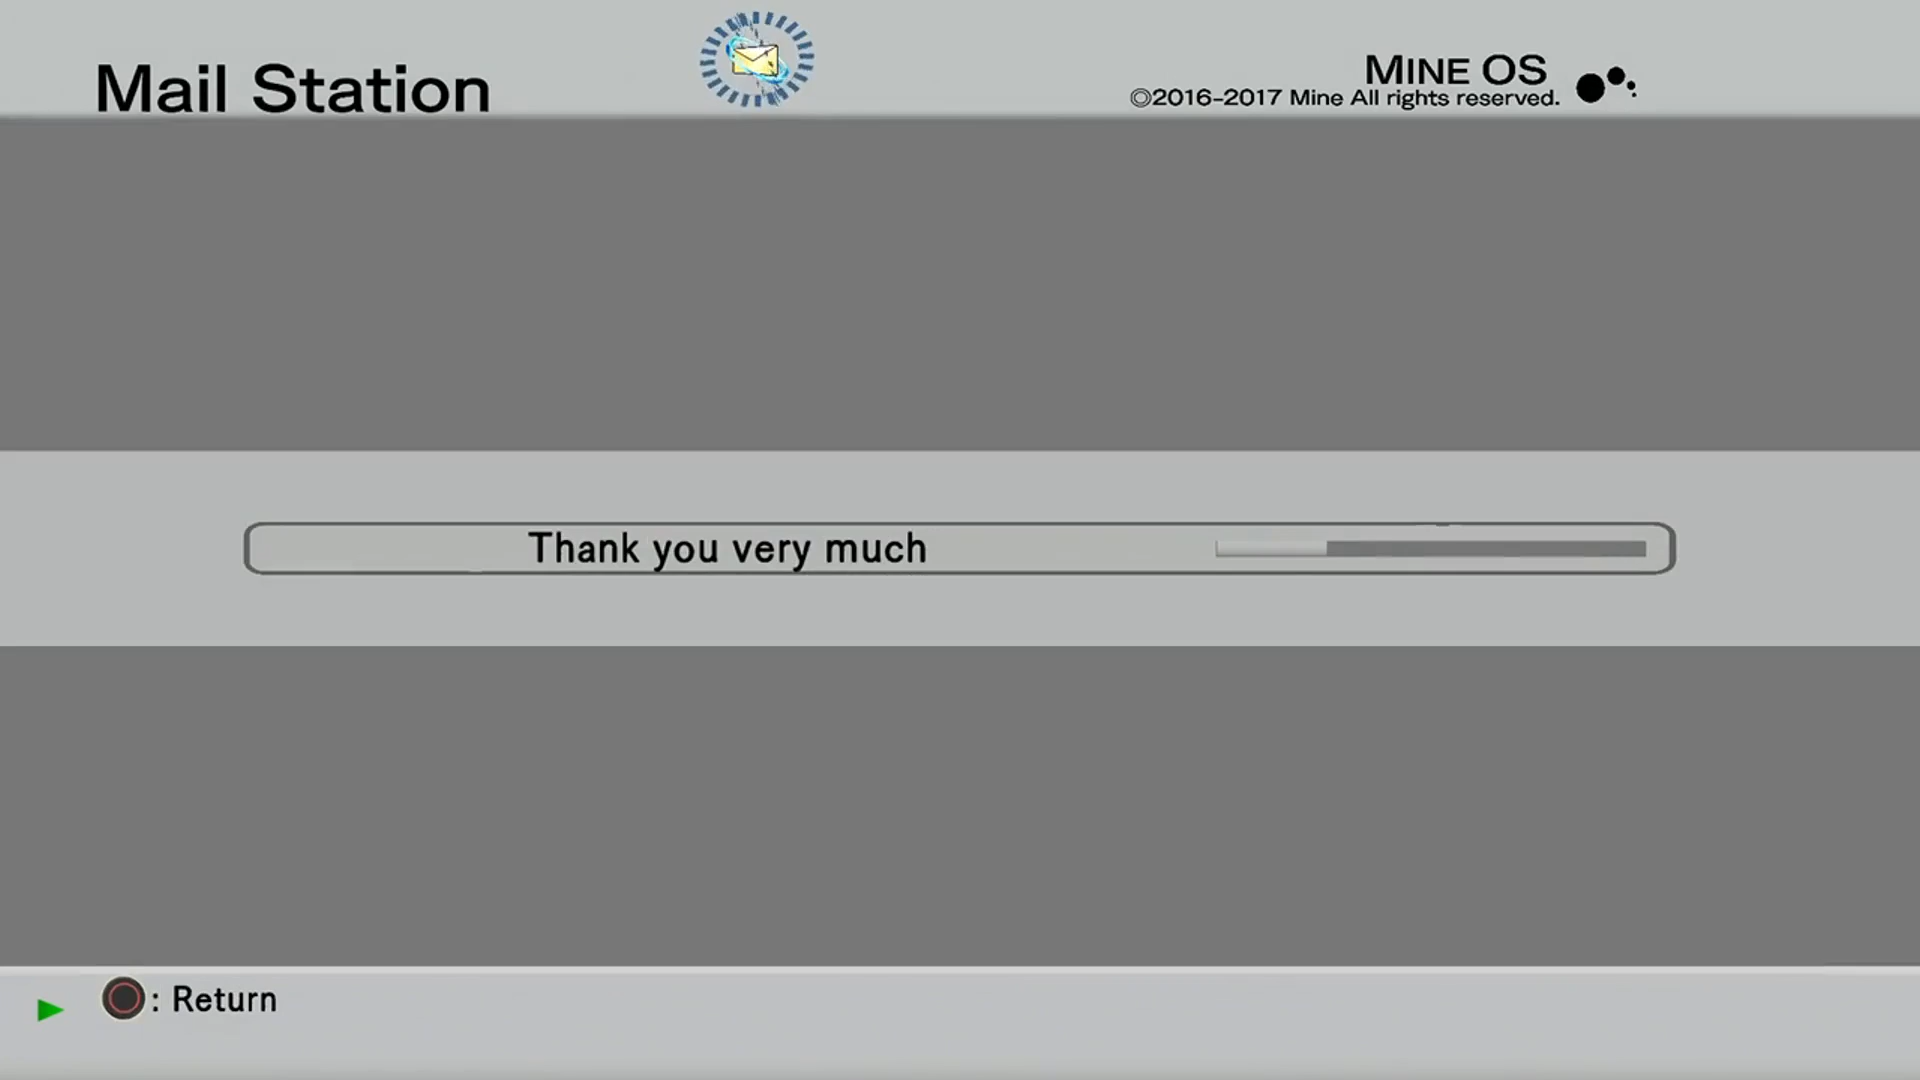 Mail Station
MINE OS
©2016-2017 Mine All rights reserved.
Thank you very much
: Return